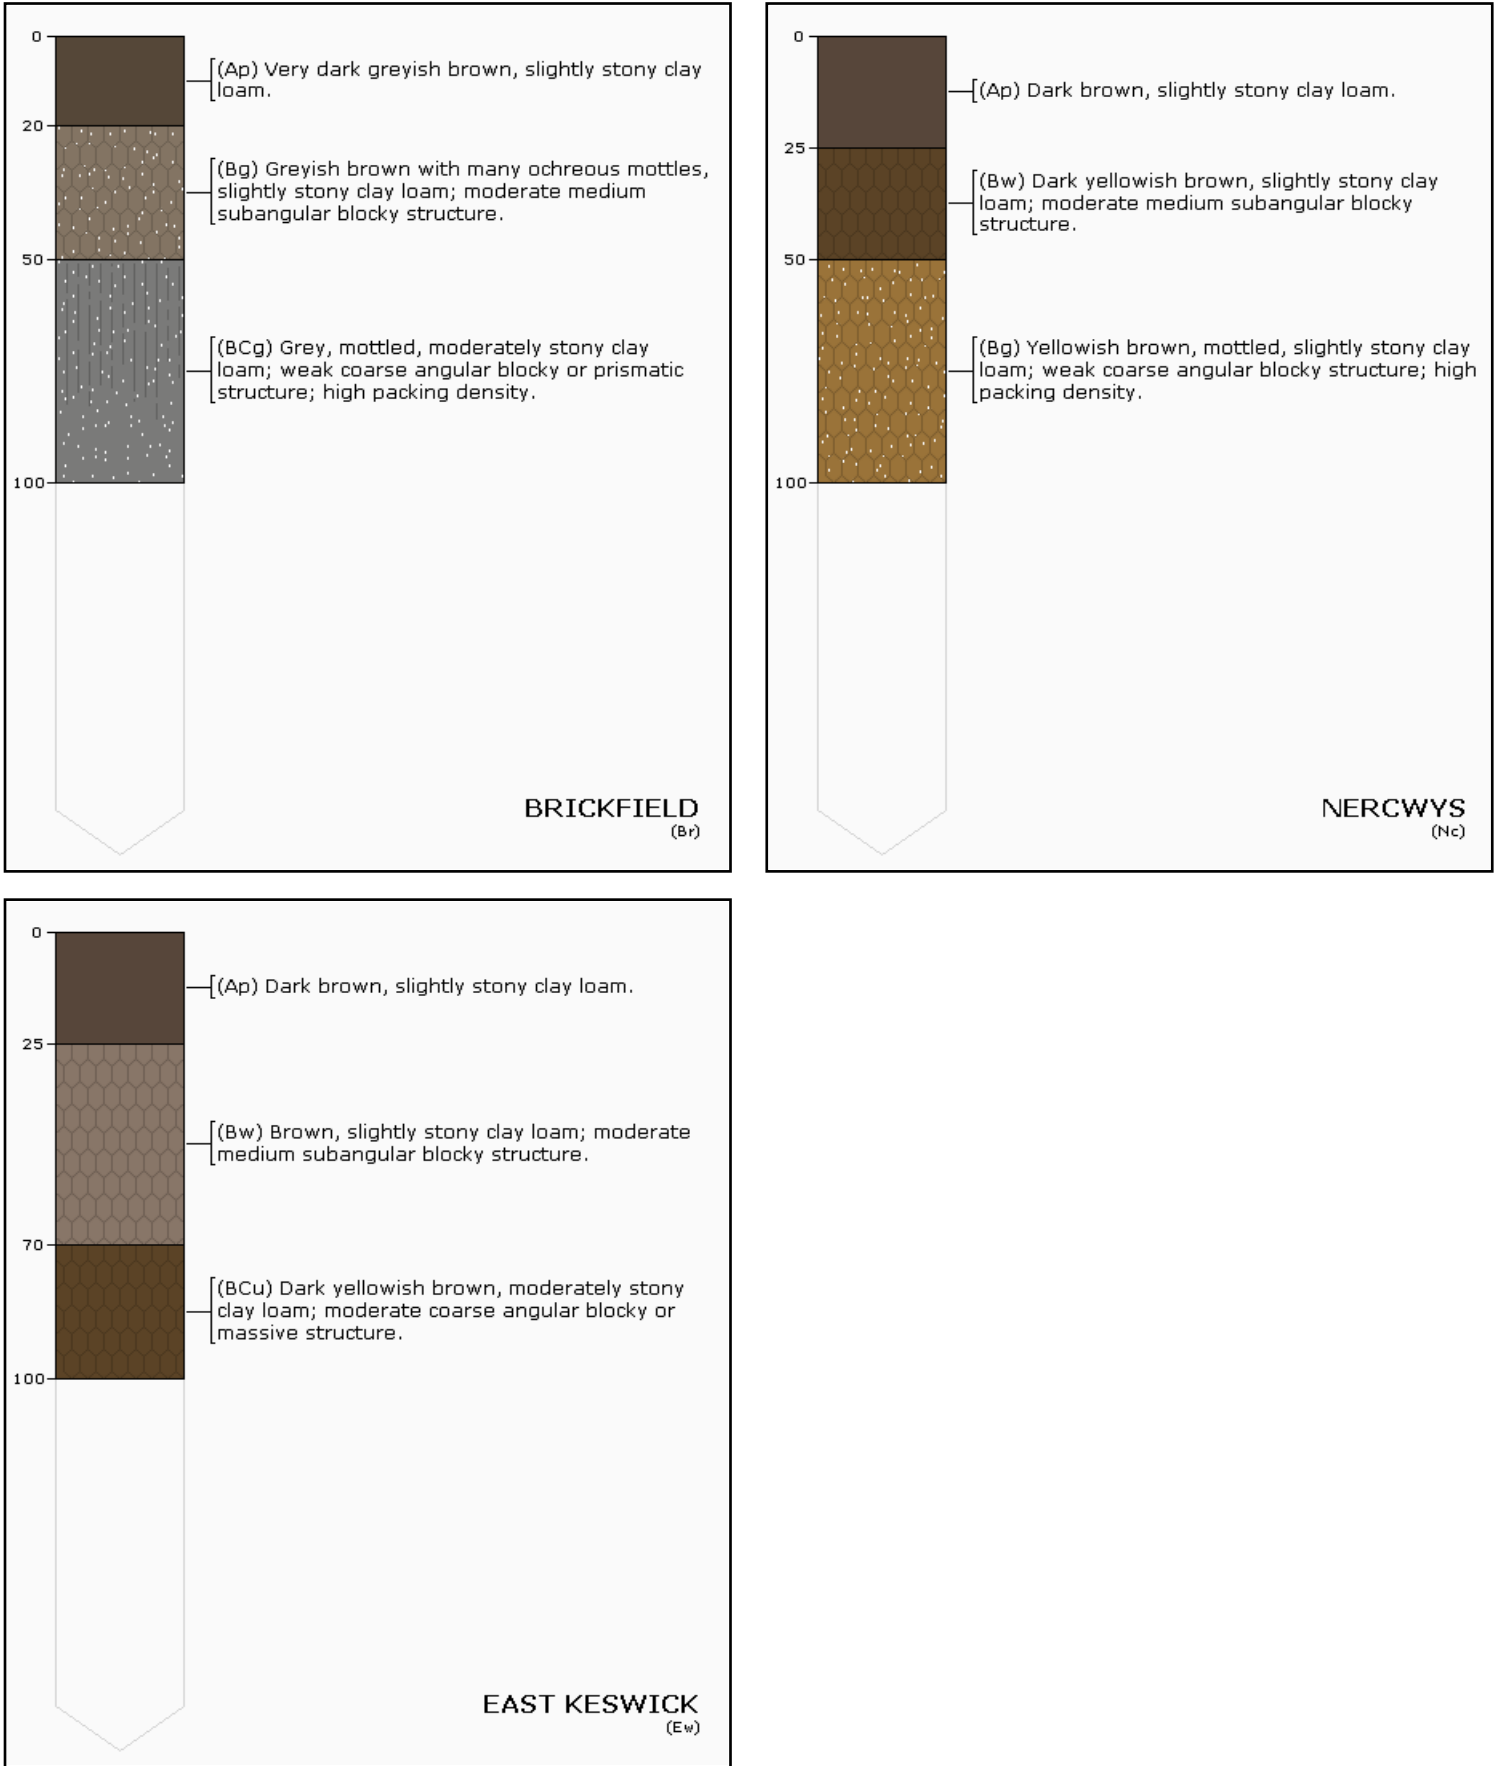 0
(Ap) Very dark greyish brown, slightly stony clay
loam.
20
(Bg) Greyish brown with many ochreous mottles,
slightly stony clay loam; moderate medium
subangular blocky structure.
50
(BCg) Grey, mottled, moderately stony clay
loam; weak coarse angular blocky or prismatic
structure; high packing density.
100
BRICKFIELD
(Br)
0
(Ap) Dark brown, slightly stony clay loam.
25
(Bw) Dark yellowish brown, slightly stony clay
loam; moderate medium subangular blocky
structure.
50
(Bg) Yellowish brown, mottled, slightly stony clay
loam; weak coarse angular blocky structure; high
packing density.
100
NERCWYS
(Nc)
0
(Ap) Dark brown, slightly stony clay loam.
25
(Bw) Brown, slightly stony clay loam; moderate
medium subangular blocky structure.
70
(BCu) Dark yellowish brown, moderately stony
clay loam; moderate coarse angular blocky or
massive structure.
100
EAST KESWICK
(Ew)